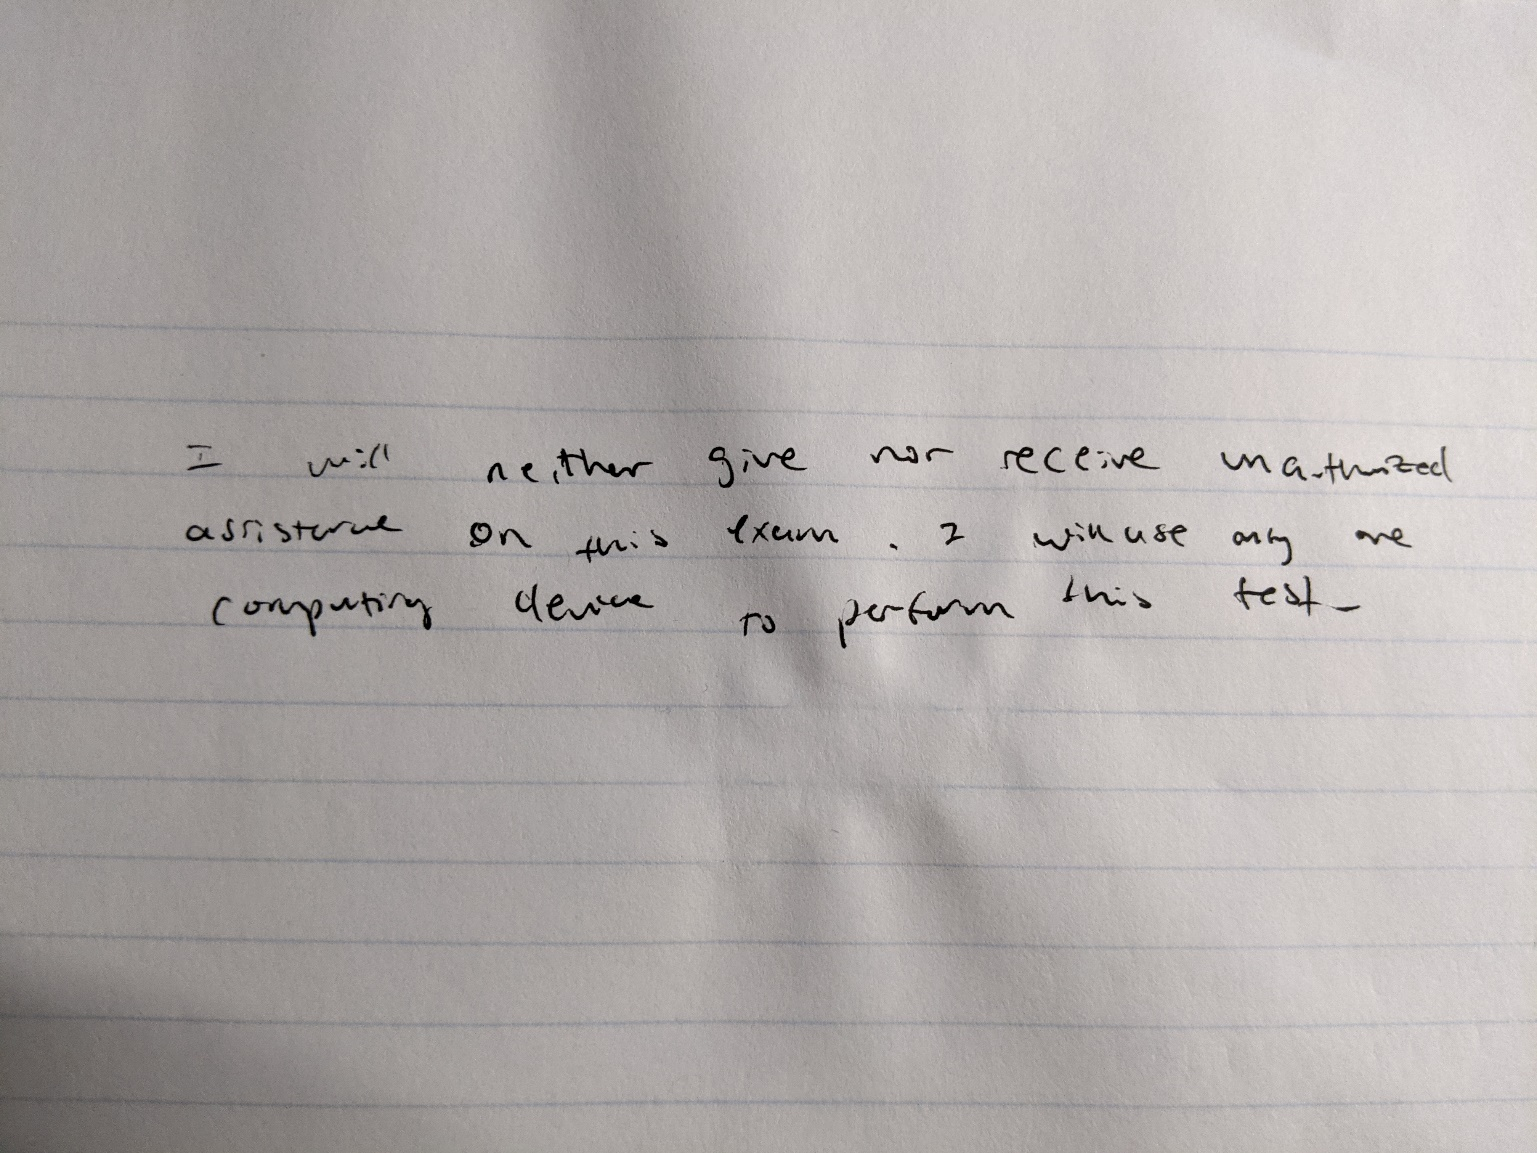 I will neither give nor receive unauthorized
assistance on this exam. I will use only one
computing device to perform this test.